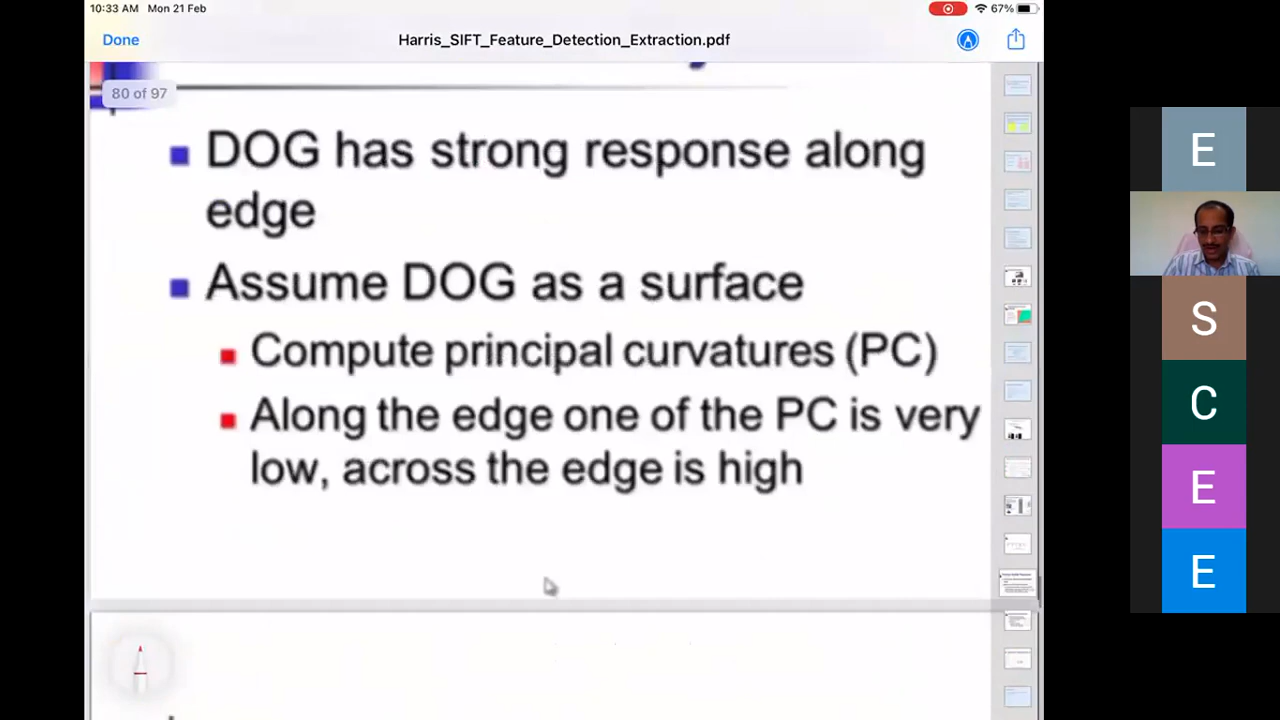 10:33 AM Mon 21 Feb
67%
Done
Harris_SIFT_Feature_Detection_Extraction.pdf
80 of 97
DOG has strong response along
edge
Assume DOG as a surface
Compute principal curvatures (PC)
Along the edge one of the PC is very
low, across the edge is high
E
S
C
E
E